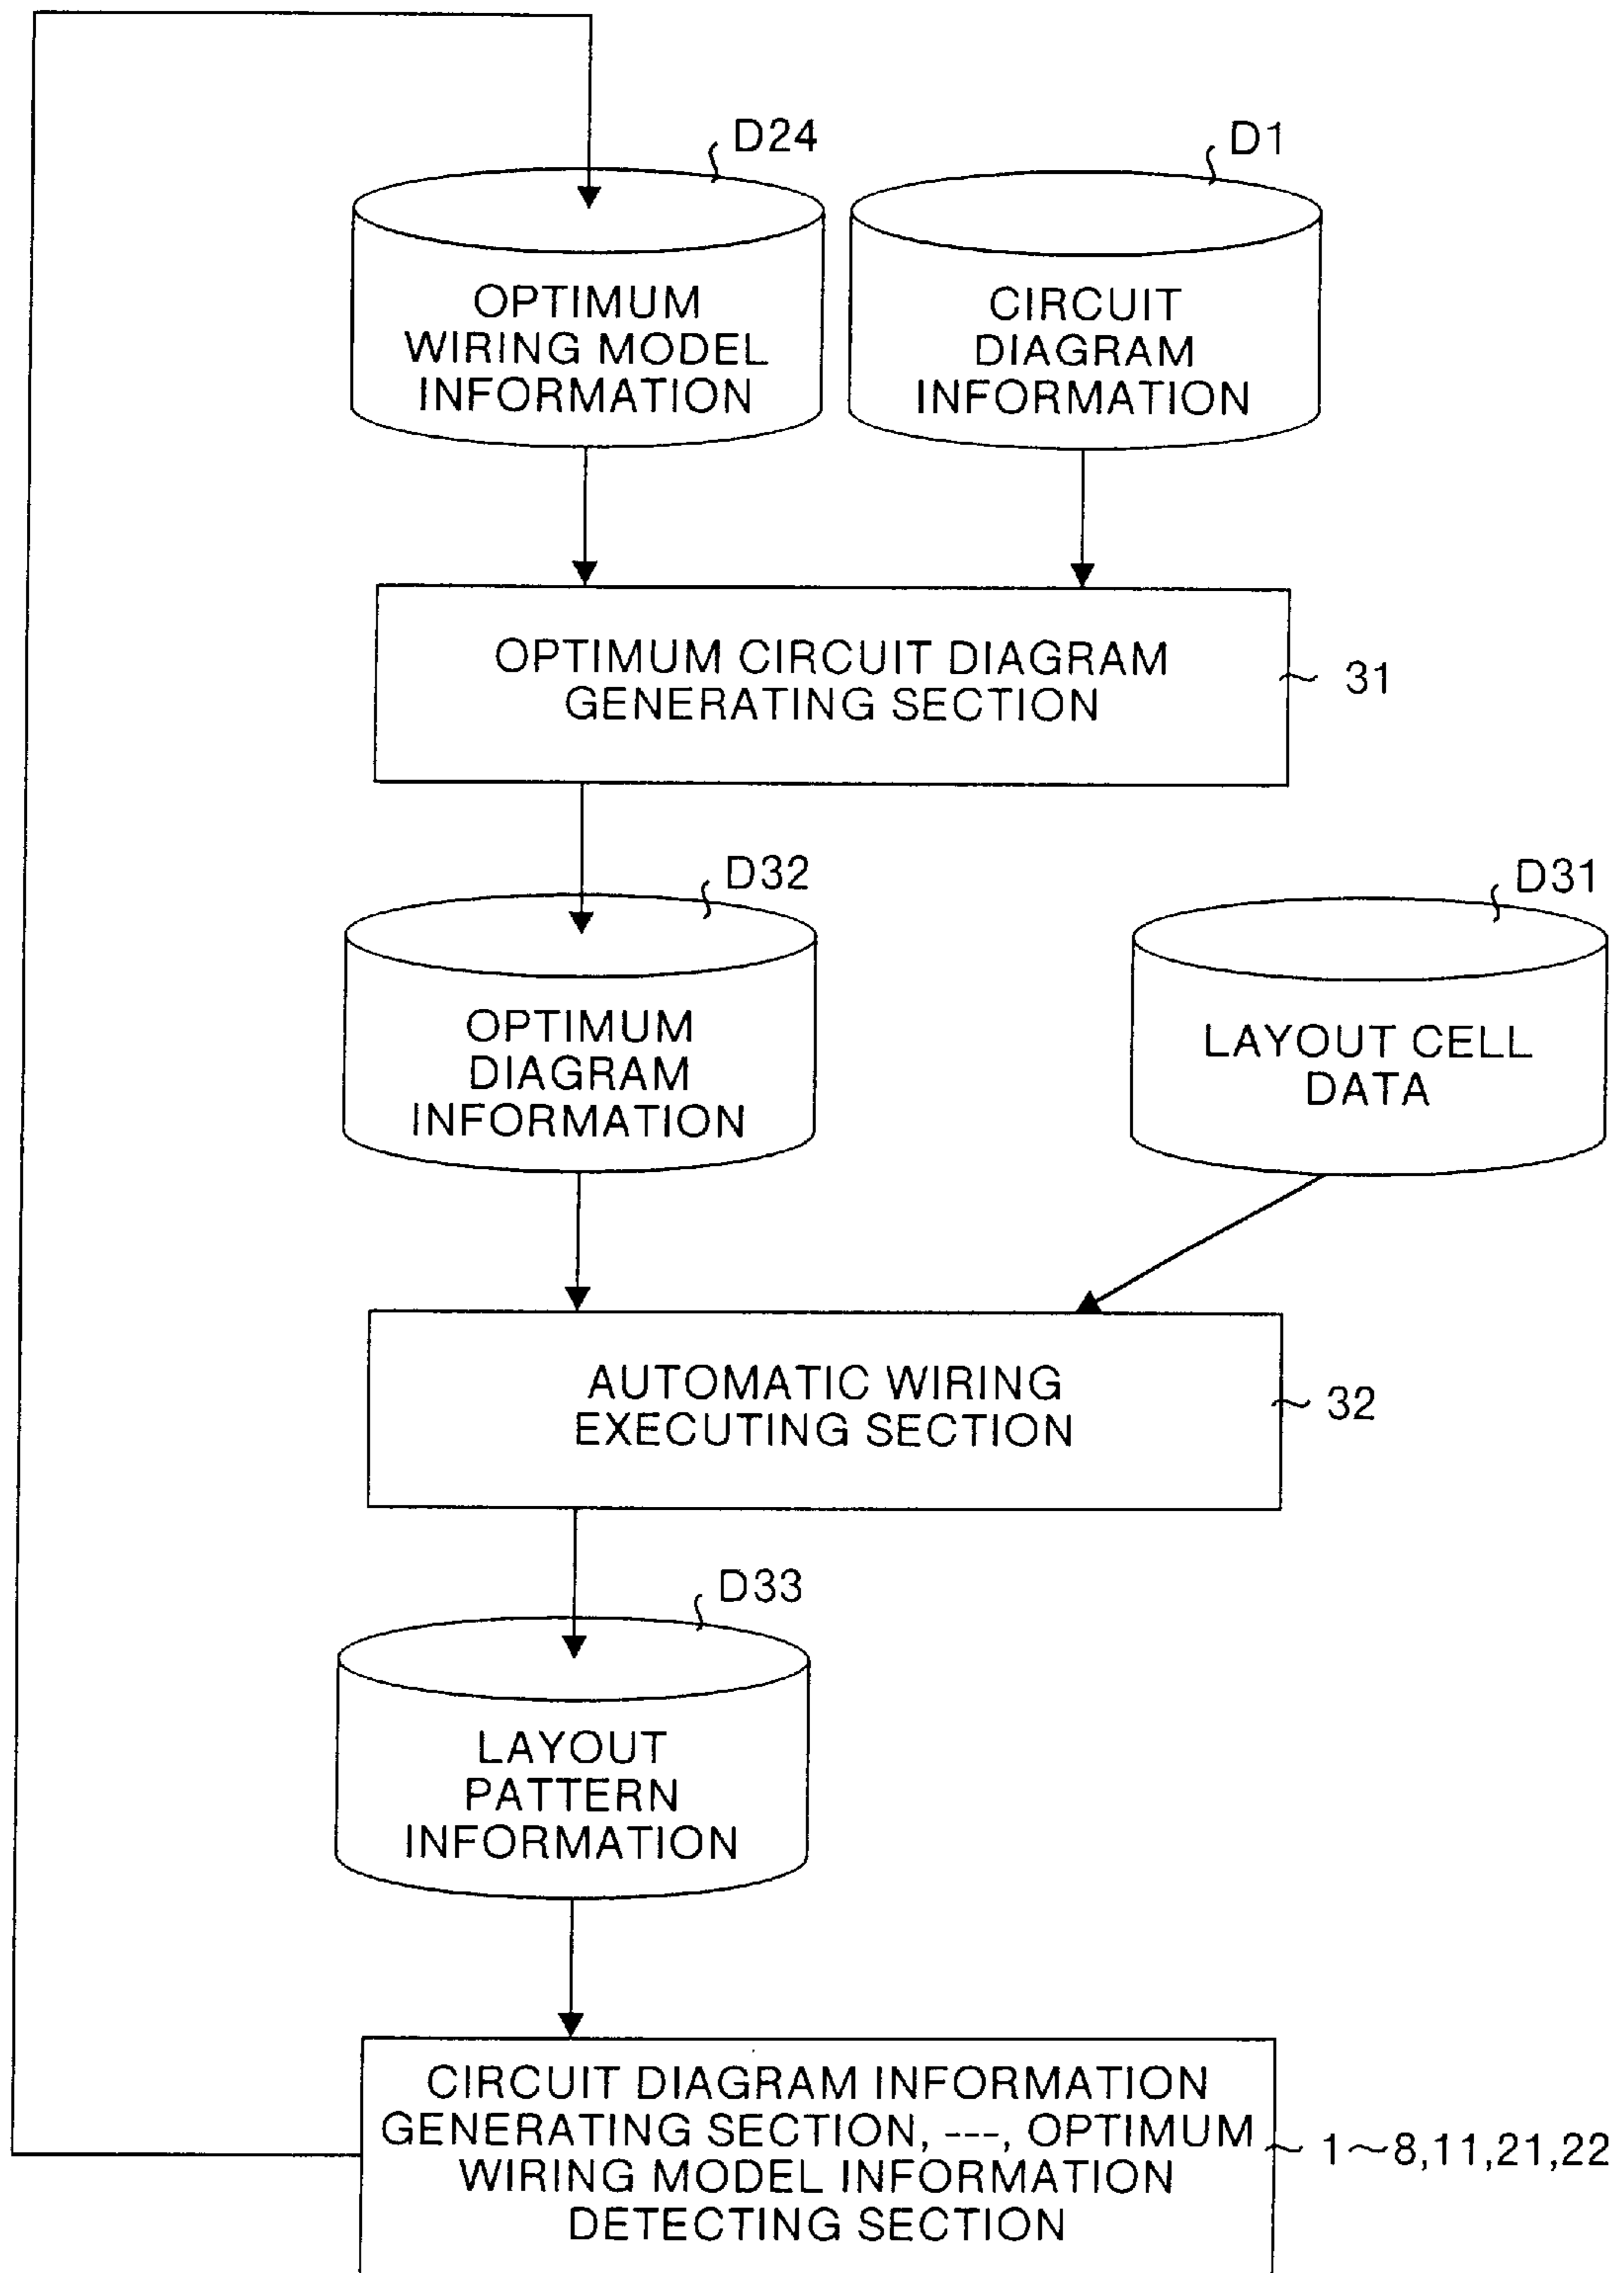 D24
D1
OPTIMUM
WIRING MODEL
INFORMATION
CIRCUIT
DIAGRAM
INFORMATION
OPTIMUM CIRCUIT DIAGRAM
GENERATING SECTION
31
D32
D31
OPTIMUM
DIAGRAM
INFORMATION
LAYOUT CELL
DATA
AUTOMATIC WIRING
EXECUTING SECTION
32
D33
LAYOUT
PATTERN
INFORMATION
CIRCUIT DIAGRAM INFORMATION
GENERATING SECTION, ---, OPTIMUM
WIRING MODEL INFORMATION
DETECTING SECTION
1~8,11,21,22